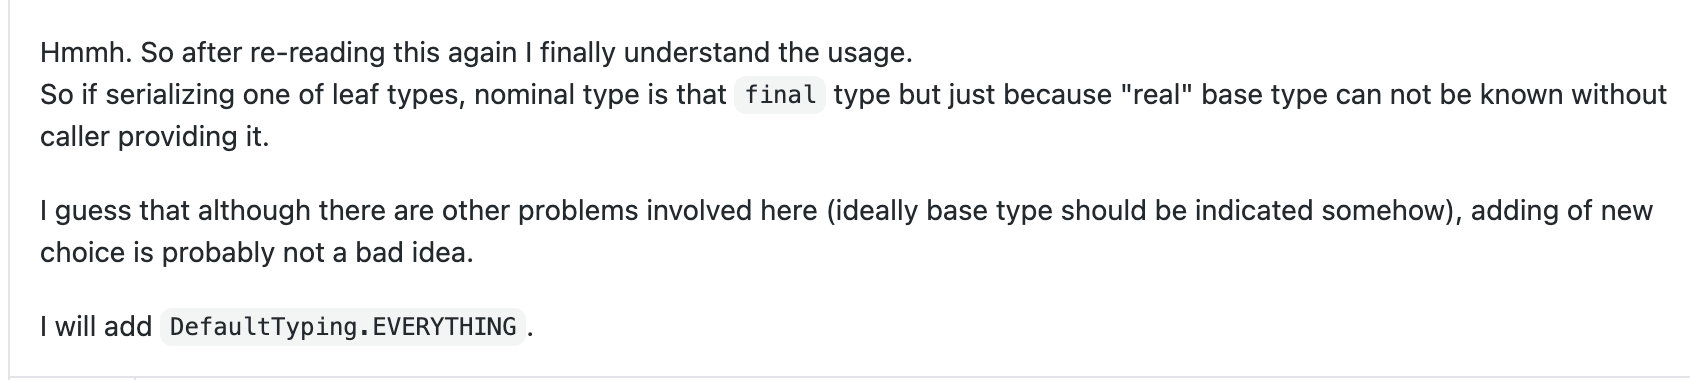 Hmmh. So after re-reading this again I finally understand the usage.
So if serializing one of leaf types, nominal type is that final type but just because "real" base type can not be known without
caller providing it.
I guess that although there are other problems involved here (ideally base type should be indicated somehow), adding of new
choice is probably not a bad idea.
I will add DefaultTyping.EVERYTHING.